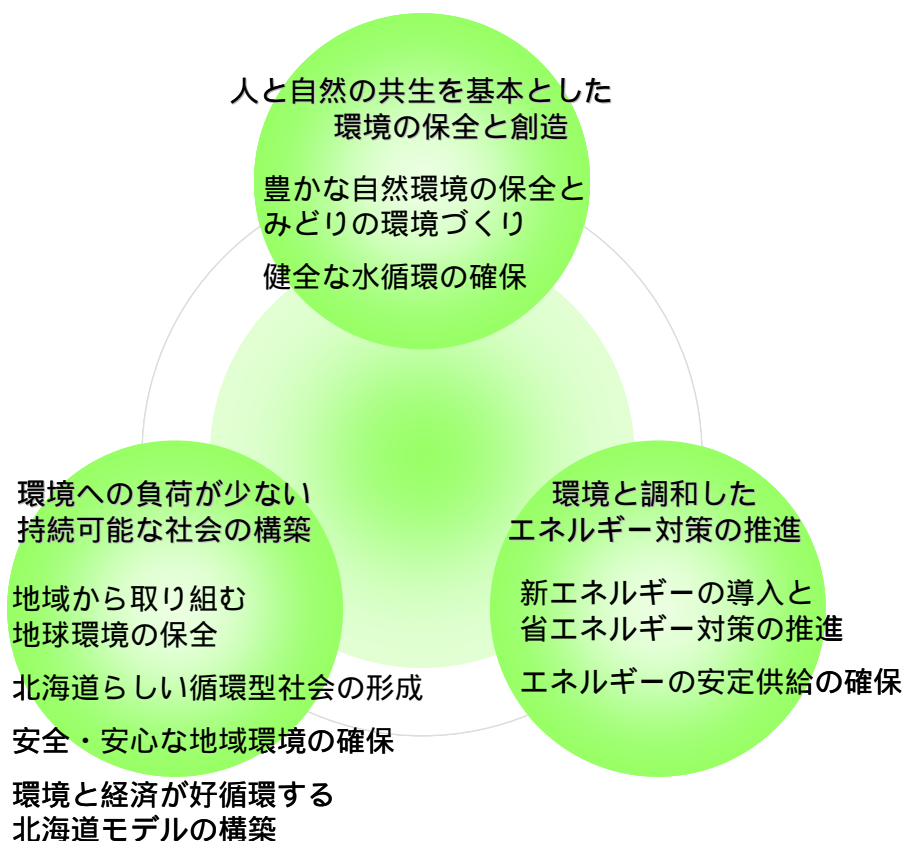 人と自然の共生を基本とした
環境の保全と創造
豊かな自然環境の保全と
みどりの環境づくり
健全な水循環の確保
環境への負荷が少ない
持続可能な社会の構築
地域から取り組む
地球環境の保全
北海道らしい循環型社会の形成
安全・安心な地域環境の確保
環境と経済が好循環する
北海道モデルの構築
環境と調和した
エネルギー対策の推進
新エネルギーの導入と
省エネルギー対策の推進
エネルギーの安定供給の確保